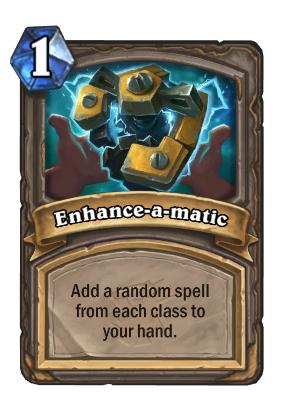 1
Enhance-a-matic
Add a random spell
from each class to
your hand.